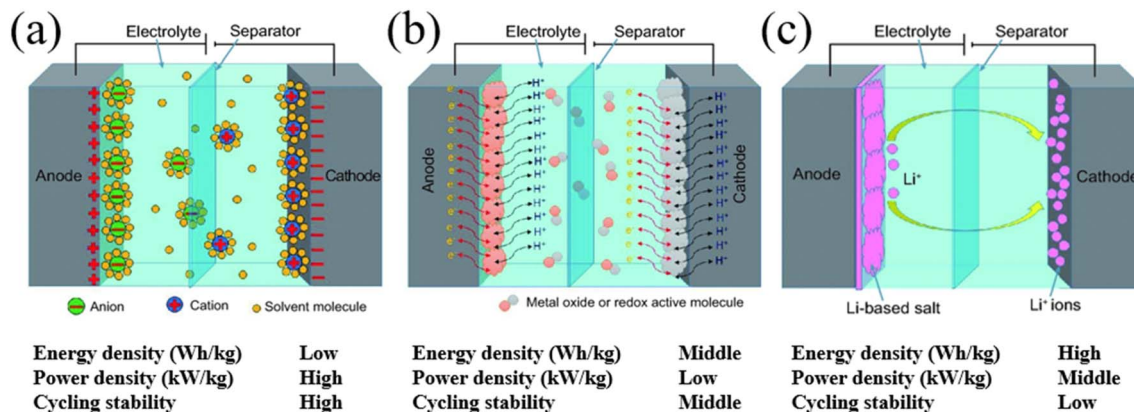 (a)
Electrolyte Separator
Anode
Cathode
Anion Cation Solvent molecule
Energy density (Wh/kg) Low
Power density (kW/kg) High
Cycling stability High
(b)
Electrolyte Separator
H⁺
H⁺
H⁺
H⁺
H⁺
H⁺
H⁺
H⁺
H⁺
H⁺
H⁺
H⁺
H⁺
H⁺
Anode
Cathode
Metal oxide or redox active molecule
Energy density (Wh/kg) Middle
Power density (kW/kg) Low
Cycling stability Middle
(c)
Electrolyte Separator
Anode
Li⁺
Cathode
Li-based salt Li⁺ ions
Energy density (Wh/kg) High
Power density (kW/kg) Middle
Cycling stability Low